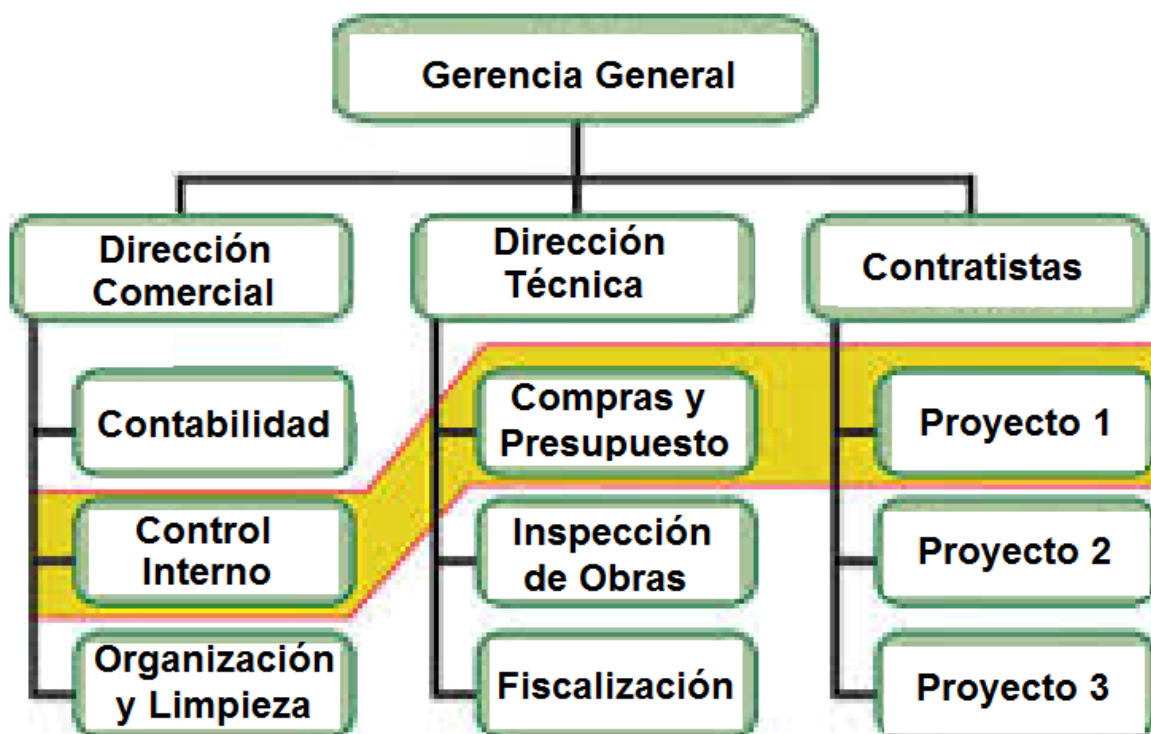 Gerencia General
Dirección
Comercial
Dirección
Técnica
Contratistas
Contabilidad
Compras y
Presupuesto
Proyecto 1
Control
Interno
Inspección
de Obras
Proyecto 2
Organización
y Limpieza
Fiscalización
Proyecto 3